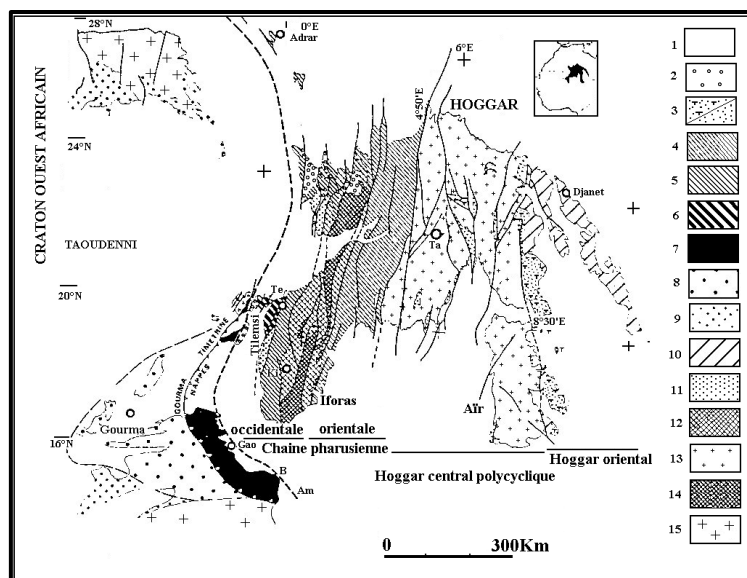 28°N
0°E
Adrar
6°E
4°50'E
HOGGAR
24°N
CRATON OUEST AFRICAIN
TAOUDENNI
Djanet
Ta
20°N
Te
TIMETRINE
Tilemsi
8°30'E
GOURMA
NAPPES
Ki
Iforas
Aïr
Gourma
occidentale
orientale
16°N
Gao
Chaine pharusienne
Hoggar oriental
Hoggar central polycyclique
B
Am
0
300Km
1
2
3
4
5
6
7
8
9
10
11
12
13
14
15